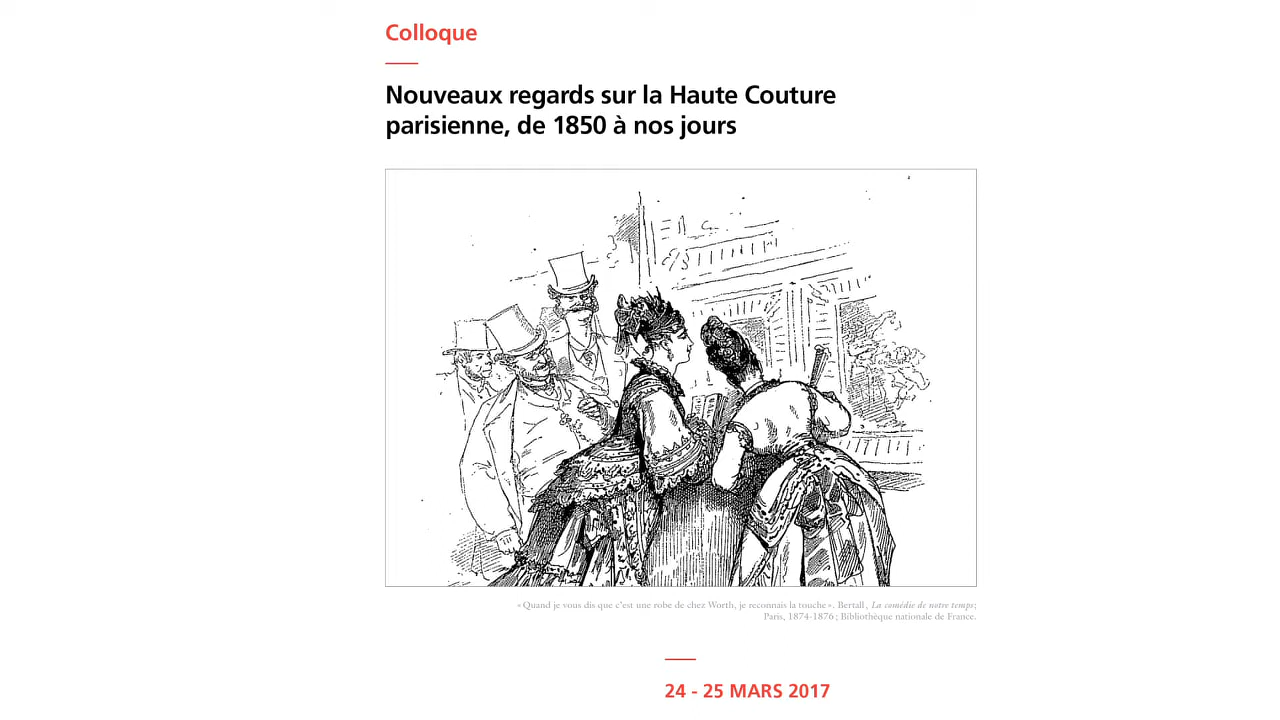 Colloque
Nouveaux regards sur la Haute Couture
parisienne, de 1850 à nos jours
« Quand je vous dis que c'est une robe de chez Worth, je reconnais la touche ». Bertall, La comédie de notre temps;
Paris, 1874-1876 ; Bibliothèque nationale de France.
24 - 25 MARS 2017